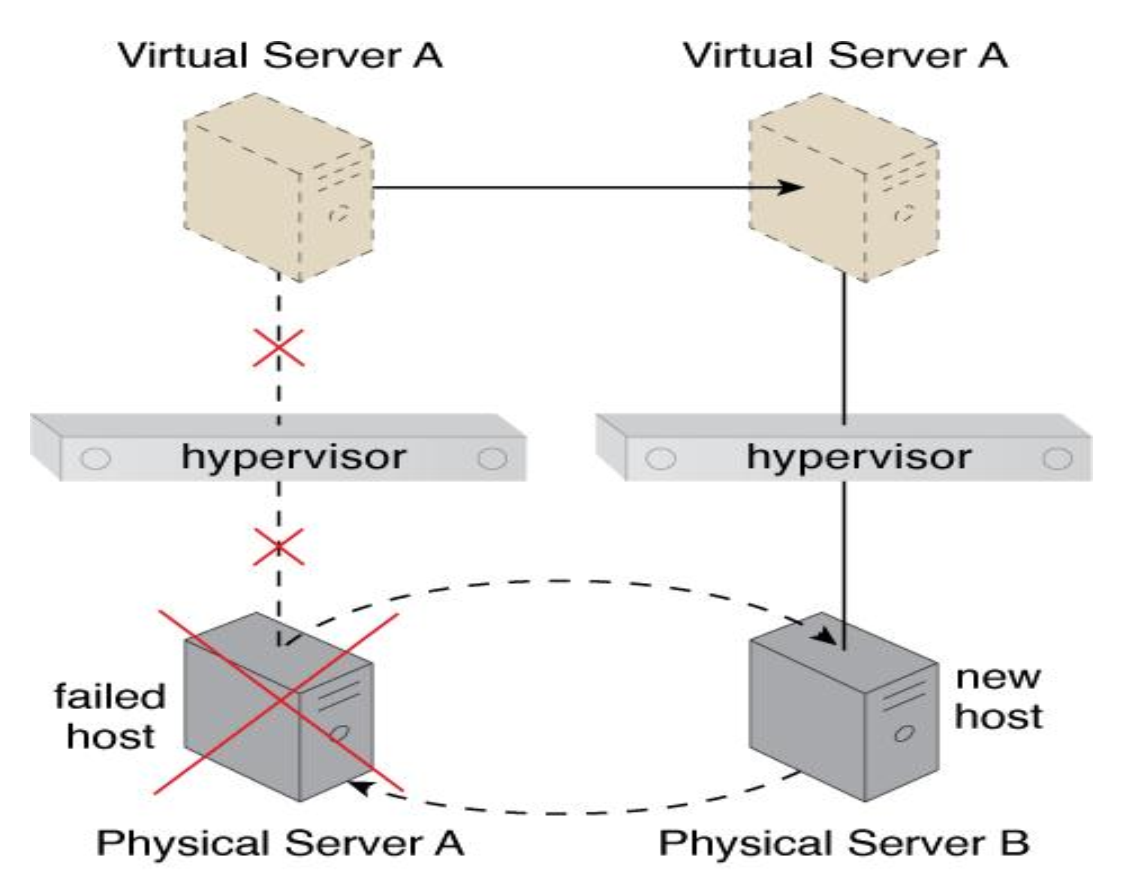 Virtual Server A
Virtual Server A
hypervisor
hypervisor
failed
host
new
host
Physical Server A
Physical Server B